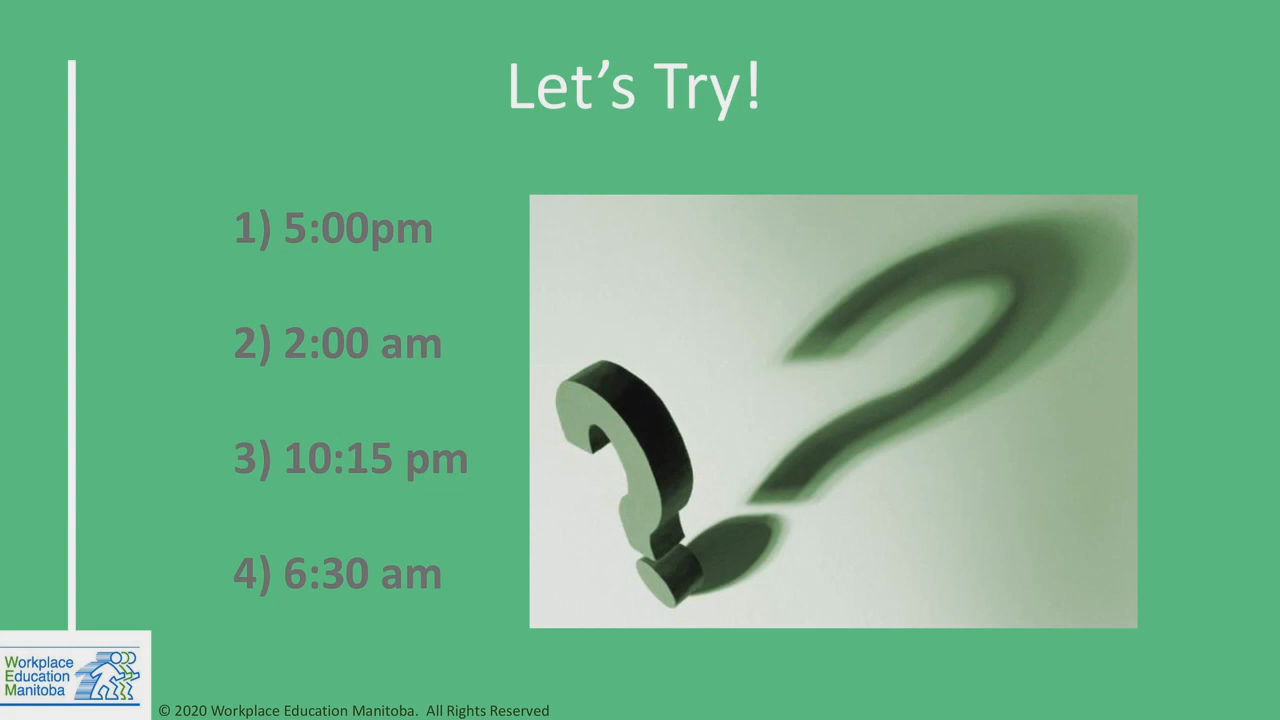 Let's Try!
1) 5:00pm
2) 2:00 am
3) 10:15 pm
4) 6:30 am
Workplace
Education
Manitoba
© 2020 Workplace Education Manitoba.  All Rights Reserved